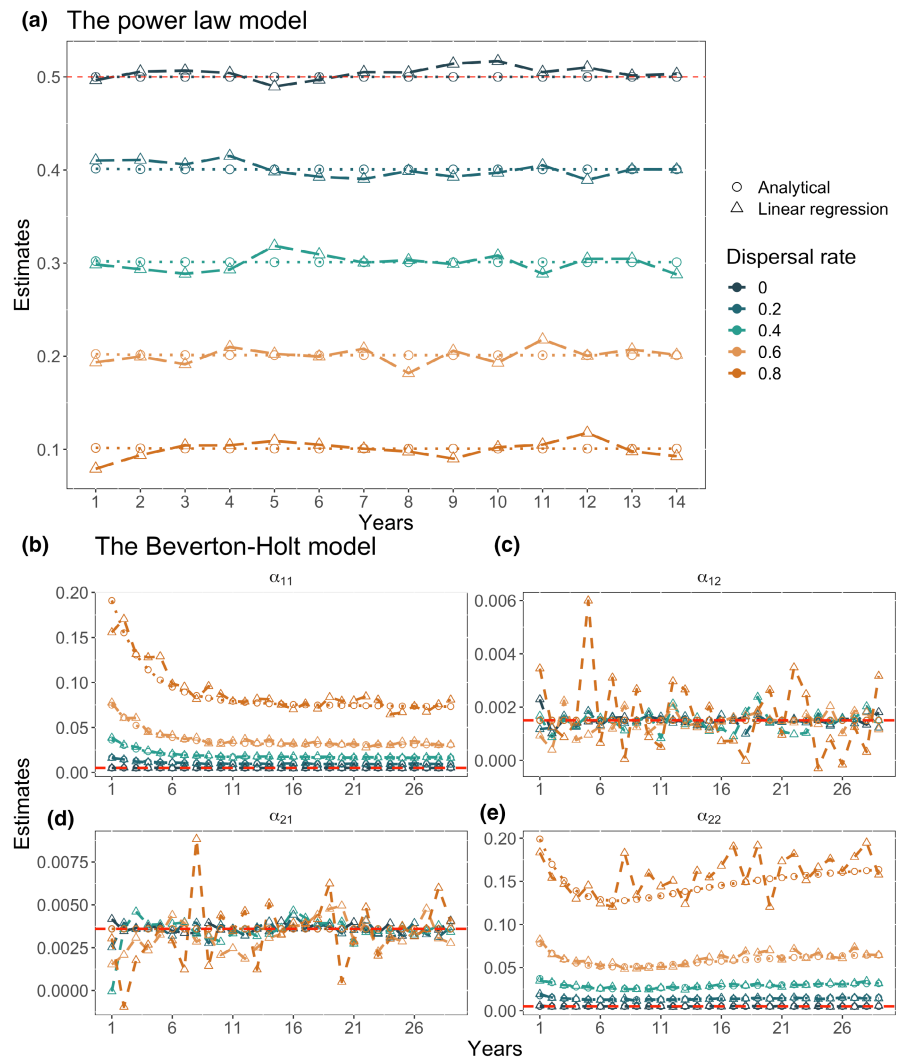 (a) The power law model
0.5
0.4
0.3
0.2
0.1
Estimates
1 2 3 4 5 6 7 8 9 10 11 12 13 14
Years
Analytical
Linear regression
Dispersal rate
0
0.2
0.4
0.6
0.8
(b) The Beverton-Holt model
α11
0.20
0.15
0.10
0.05
0.00
1 6 11 16 21 26
(c)
α12
0.006
0.004
0.002
0.000
1 6 11 16 21 26
Estimates
(d)
α21
0.0075
0.0050
0.0025
0.0000
1 6 11 16 21 26
(e)
α22
0.20
0.15
0.10
0.05
0.00
1 6 11 16 21 26
Years